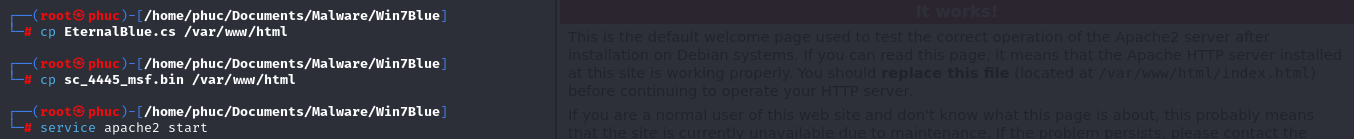 ┌──(root㉿phuc)-[/home/phuc/Documents/Malware/Win7Blue]
└─# cp EternalBlue.cs /var/www/html
┌──(root㉿phuc)-[/home/phuc/Documents/Malware/Win7Blue]
└─# cp sc_4445_msf.bin /var/www/html
┌──(root㉿phuc)-[/home/phuc/Documents/Malware/Win7Blue]
└─# service apache2 start
It works!
This is the default welcome page used to test the correct operation of the Apache2 server after
installation on Debian systems. If you can read this page, it means that the Apache HTTP server installed
at this site is working properly. You should replace this file (located at /var/www/html/index.html)
before continuing to operate your HTTP server.
If you are a normal user of this web site and don't know what this page is about, this probably means
that the site is currently unavailable due to maintenance. If the problem persists, please contact the